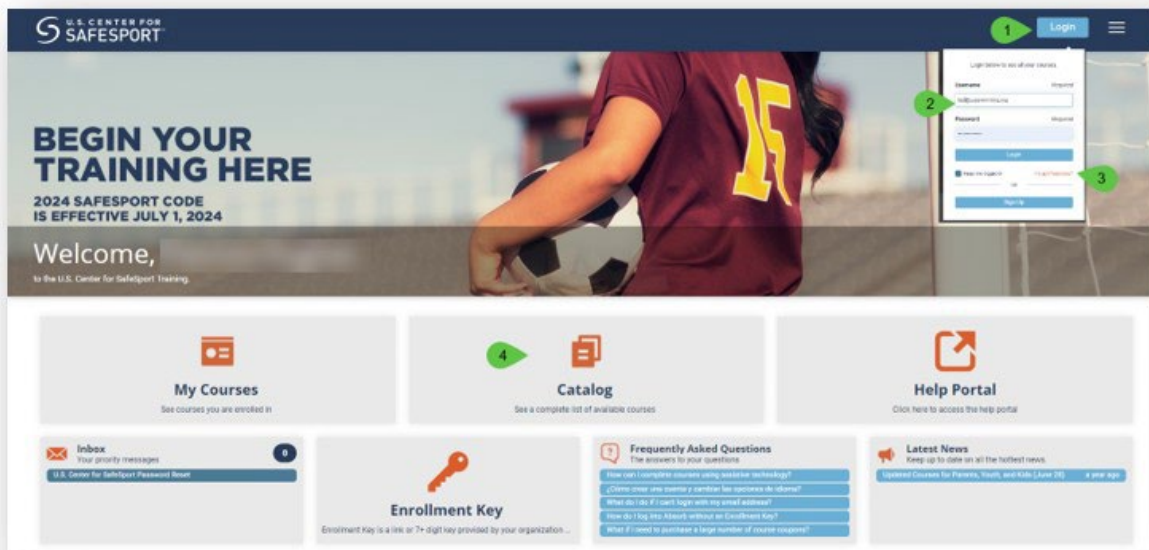 U.S. CENTER FOR
SAFESPORT
1
Login
Login below to see all your courses.
Username Required
2
Password Required
Login
Keep me logged in Forgot Password?
3
or
Sign Up
BEGIN YOUR
TRAINING HERE
2024 SAFESPORT CODE
IS EFFECTIVE JULY 1, 2024
15
Welcome,
to the U.S. Center for SafeSport Training.
My Courses
See courses you are enrolled in
4
Catalog
See a complete list of available courses
Help Portal
Click here to access the help portal
Inbox
Your priority messages
0
U.S. Center for SafeSport Password Reset
Enrollment Key
Enrollment Key is a link or 7+ digit key provided by your organization ...
Frequently Asked Questions
The answers to your questions
How can I complete courses using assistive technology?
¿Cómo crear una cuenta y cambiar las opciones de idioma?
What do I do if I can't login with my email address?
How do I log into Absorb without an Enrollment Key?
What if I need to purchase a large number of course coupons?
Latest News
Keep up to date on all the hottest news.
Updated Courses for Parents, Youth, and Kids (June 28) a year ago